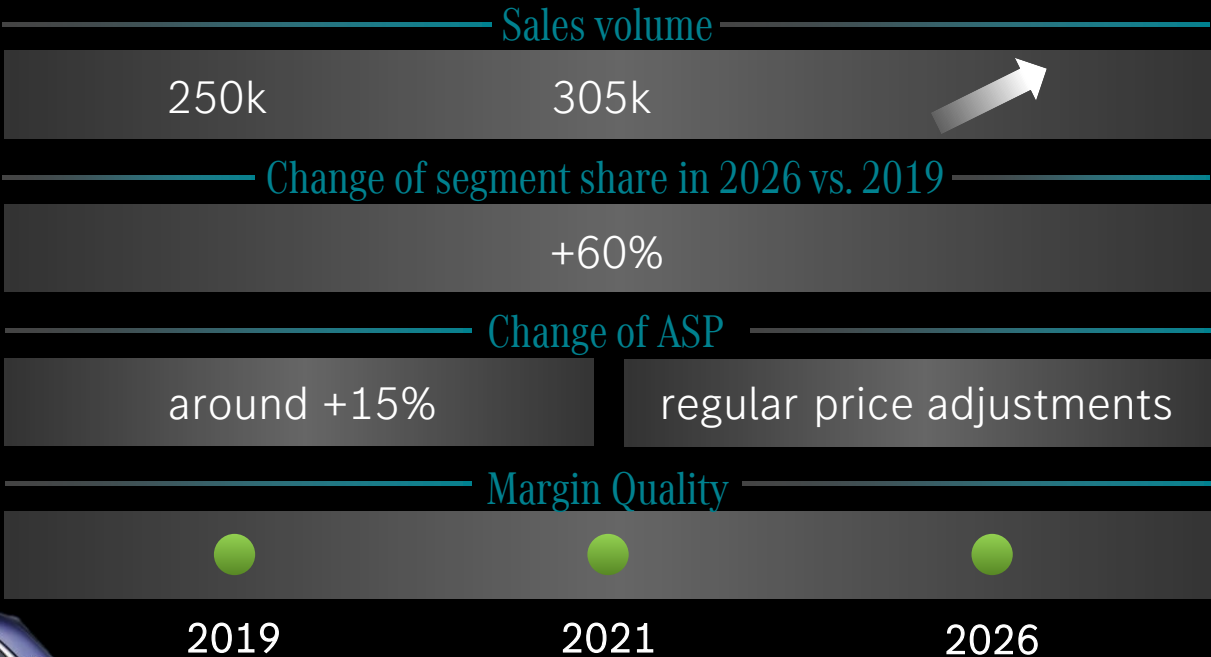 Sales volume
250k 305k
Change of segment share in 2026 vs. 2019
+60%
Change of ASP
around +15% regular price adjustments
Margin Quality
2019 2021 2026